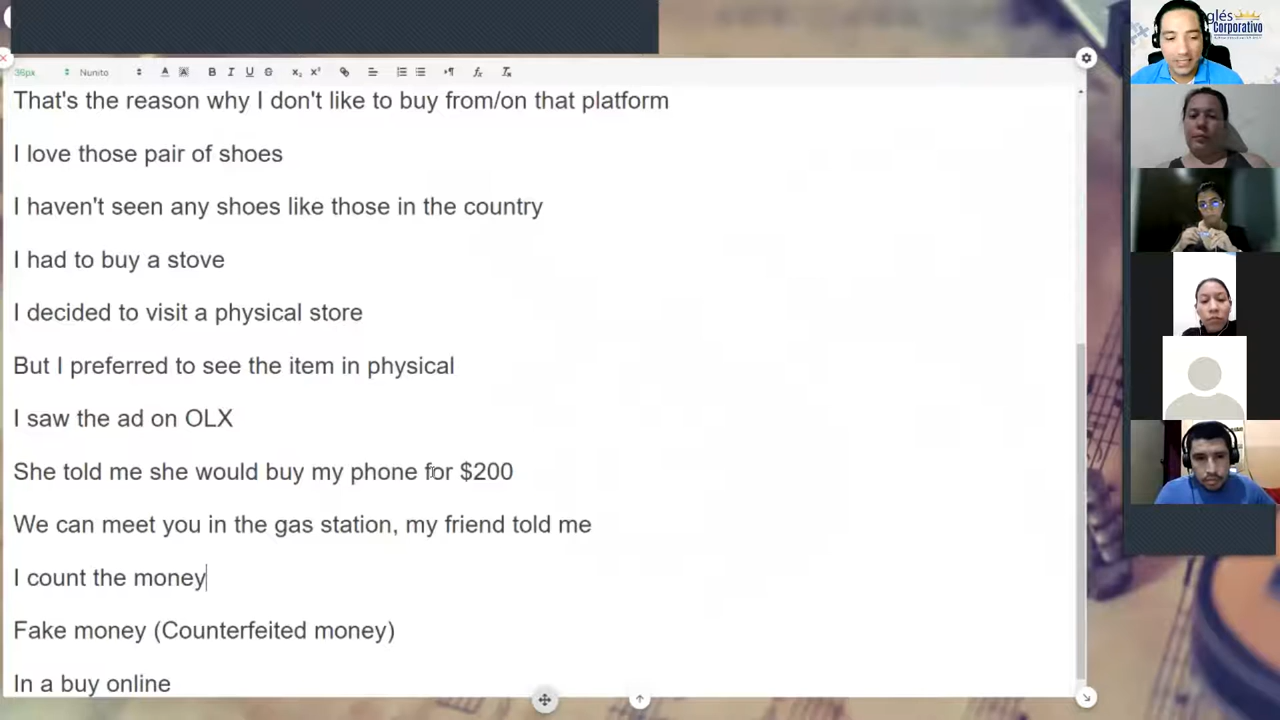 glés
Corporativo
36px Nunito
That's the reason why I don't like to buy from/on that platform
I love those pair of shoes
I haven't seen any shoes like those in the country
I had to buy a stove
I decided to visit a physical store
But I preferred to see the item in physical
I saw the ad on OLX
She told me she would buy my phone for $200
We can meet you in the gas station, my friend told me
I count the money
Fake money (Counterfeited money)
In a buy online